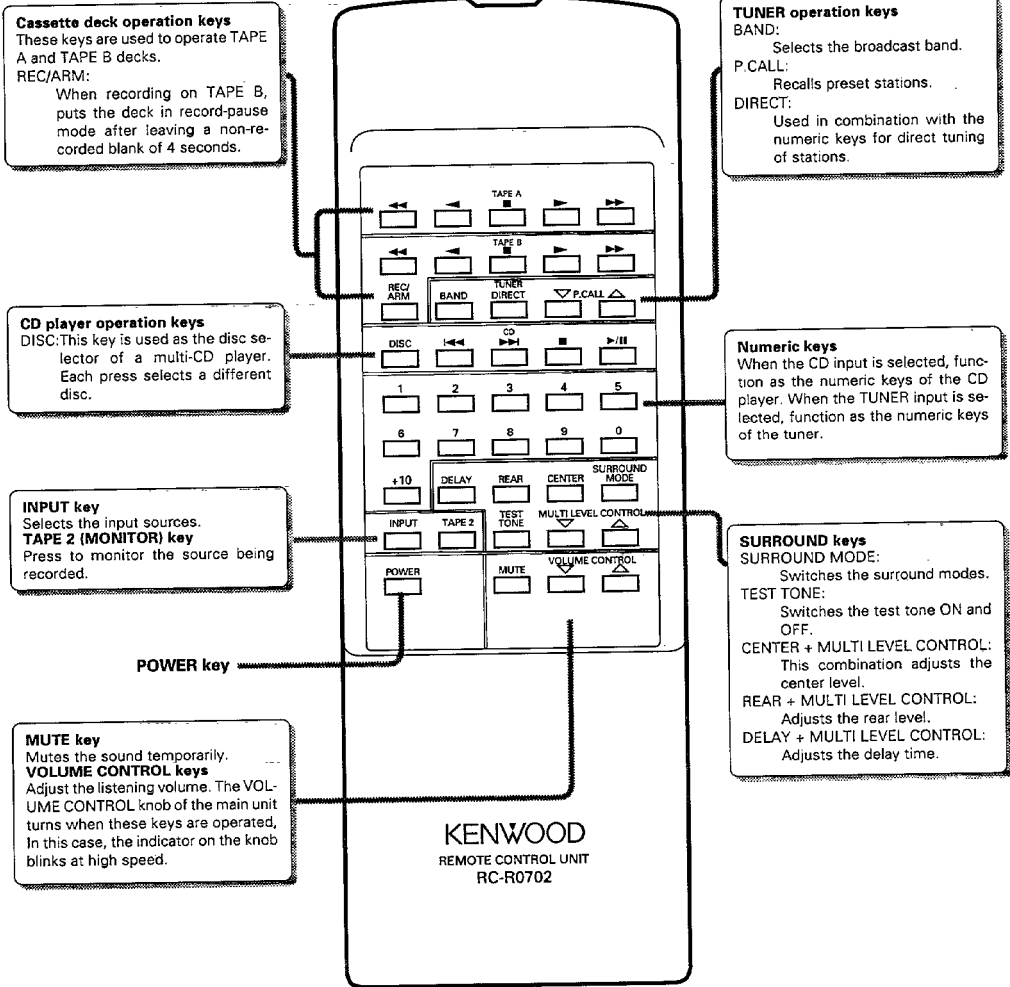 Cassette deck operation keys
These keys are used to operate TAPE
A and TAPE B decks.
REC/ARM:
When recording on TAPE B,
puts the deck in record-pause
mode after leaving a non-re-
corded blank of 4 seconds.
CD player operation keys
DISC:This key is used as the disc se-
lector of a multi-CD player.
Each press selects a different
disc.
INPUT key
Selects the input sources.
TAPE 2 (MONITOR) key
Press to monitor the source being
recorded.
POWER key
MUTE key
Mutes the sound temporarily.
VOLUME CONTROL keys
Adjust the listening volume. The VOL-
UME CONTROL knob of the main unit
turns when these keys are operated,
In this case, the indicator on the knob
blinks at high speed.
TAPE A
◄◄ ◄ ■ ► ►►
TAPE B
◄◄ ◄ ■ ► ►►
REC/
ARM
TUNER
BAND DIRECT ▽ P.CALL △
CD
DISC I◄◄ ►►I ■ ►/II
1 2 3 4 5
6 7 8 9 0
+10 DELAY REAR CENTER SURROUND
MODE
INPUT TAPE 2 TEST
TONE MULTI LEVEL CONTROL
▽ △
POWER MUTE VOLUME CONTROL
▽ △
KENWOOD
REMOTE CONTROL UNIT
RC-R0702
TUNER operation keys
BAND:
Selects the broadcast band.
P.CALL:
Recalls preset stations.
DIRECT:
Used in combination with the
numeric keys for direct tuning
of stations.
Numeric keys
When the CD input is selected, func-
tion as the numeric keys of the CD
player. When the TUNER input is se-
lected, function as the numeric keys
of the tuner.
SURROUND keys
SURROUND MODE:
Switches the surround modes.
TEST TONE:
Switches the test tone ON and
OFF.
CENTER + MULTI LEVEL CONTROL:
This combination adjusts the
center level.
REAR + MULTI LEVEL CONTROL:
Adjusts the rear level.
DELAY + MULTI LEVEL CONTROL:
Adjusts the delay time.